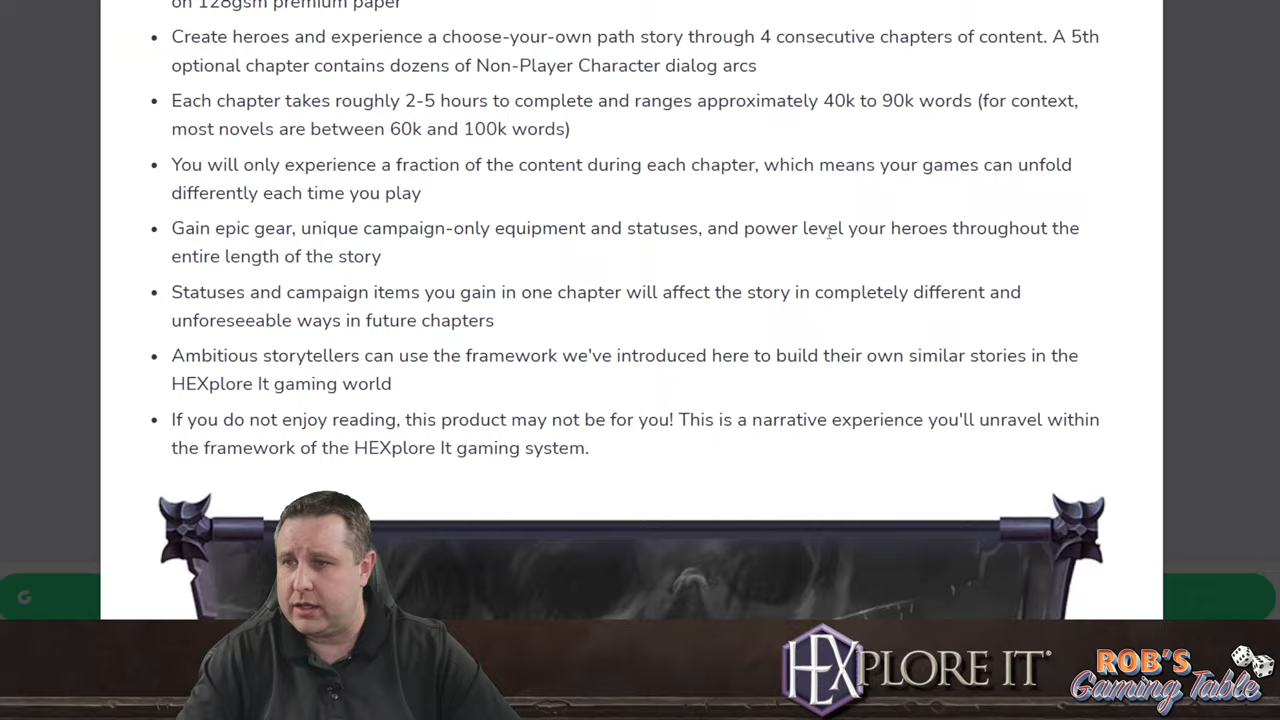 on 128gsm premium paper
• Create heroes and experience a choose-your-own path story through 4 consecutive chapters of content. A 5th
optional chapter contains dozens of Non-Player Character dialog arcs
• Each chapter takes roughly 2-5 hours to complete and ranges approximately 40k to 90k words (for context,
most novels are between 60k and 100k words)
• You will only experience a fraction of the content during each chapter, which means your games can unfold
differently each time you play
• Gain epic gear, unique campaign-only equipment and statuses, and power level your heroes throughout the
entire length of the story
• Statuses and campaign items you gain in one chapter will affect the story in completely different and
unforeseeable ways in future chapters
• Ambitious storytellers can use the framework we've introduced here to build their own similar stories in the
HEXplore It gaming world
• If you do not enjoy reading, this product may not be for you! This is a narrative experience you'll unravel within
the framework of the HEXplore It gaming system.
HEXPLORE IT®
ROB'S
Gaming Table